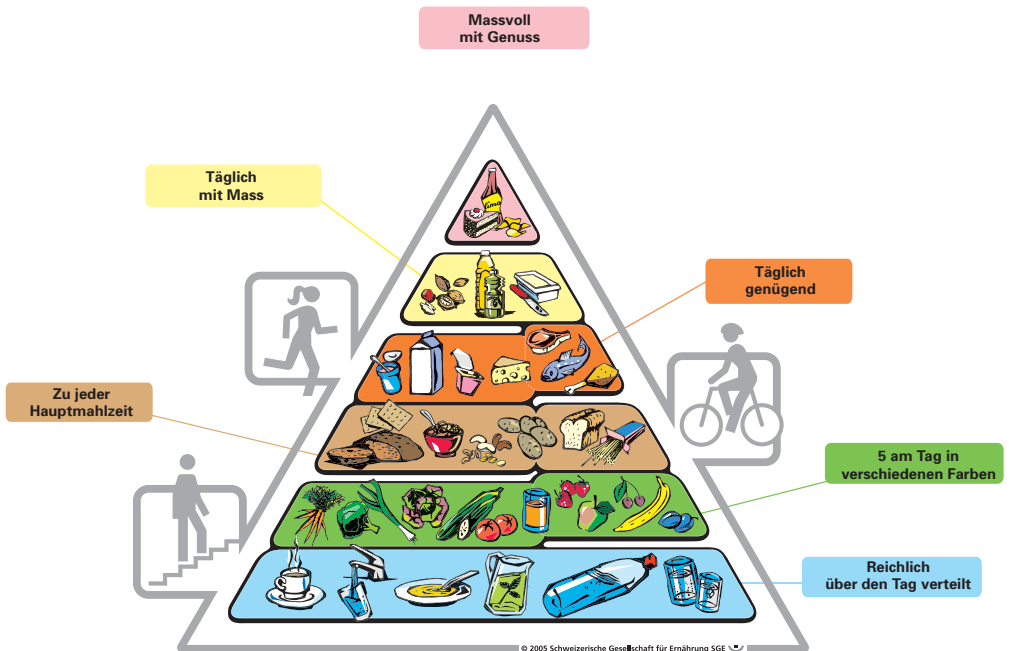 Massvoll
mit Genuss
Täglich
mit Mass
Täglich
genügend
Zu jeder
Hauptmahlzeit
5 am Tag in
verschiedenen Farben
Reichlich
über den Tag verteilt
© 2005 Schweizerische Gesellschaft für Ernährung SGE